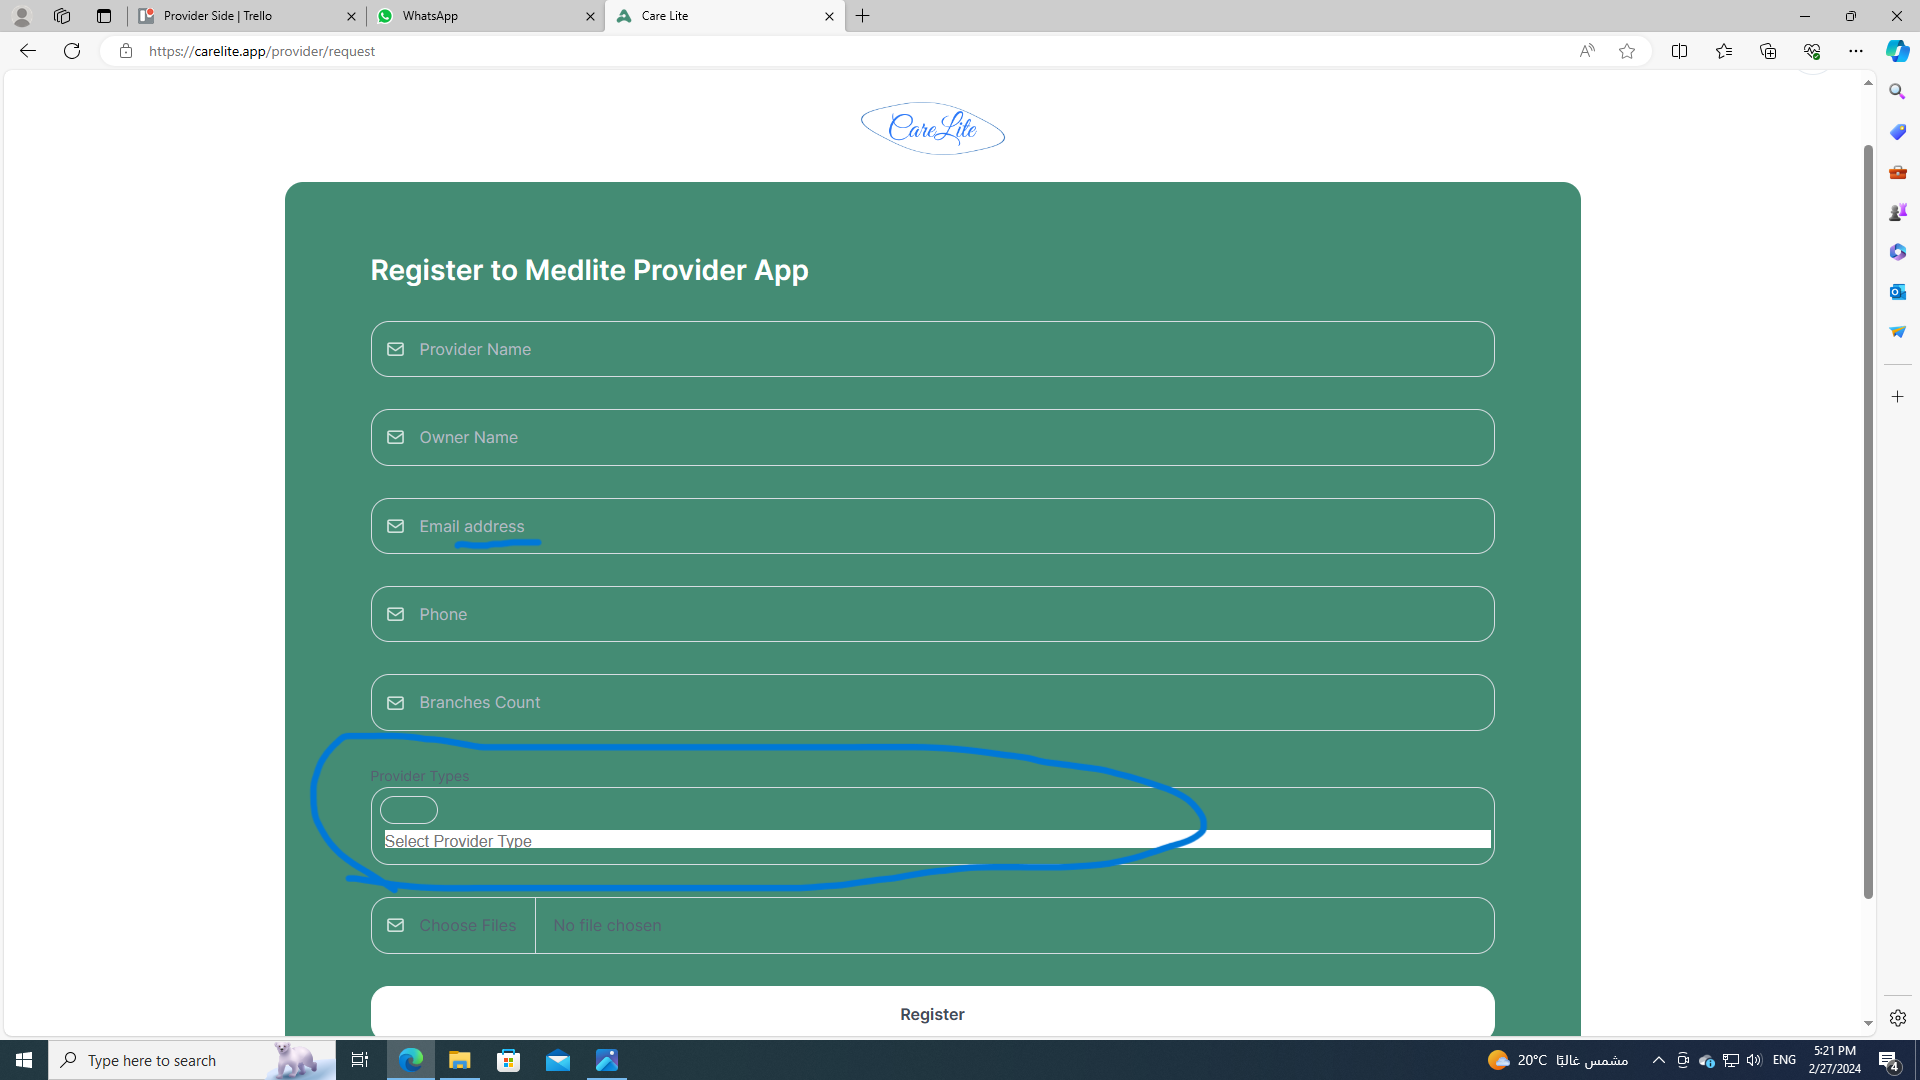 Provider Side | Trello
WhatsApp
Care Lite
https://carelite.app/provider/request
CareLite
Register to Medlite Provider App
Provider Name
Owner Name
Email address
Phone
Branches Count
Provider Types
Select Provider Type
Choose Files No file chosen
Register
Type here to search
20°C مشمس غالبًا
ENG
5:21 PM
2/27/2024
4